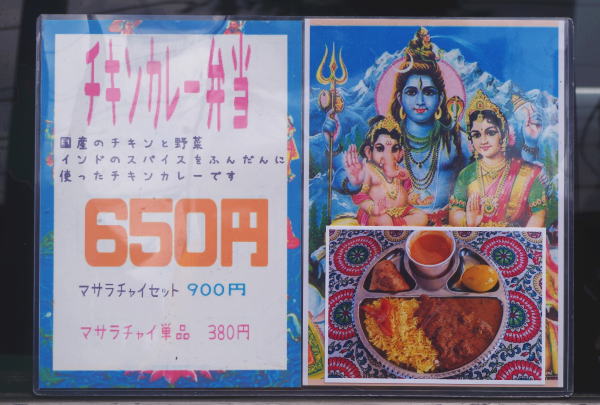 チキンカレー弁当
国産のチキンと野菜
インドのスパイスをふんだんに
使ったチキンカレーです
650円
マサラチャイセット 900円
マサラチャイ単品 380円